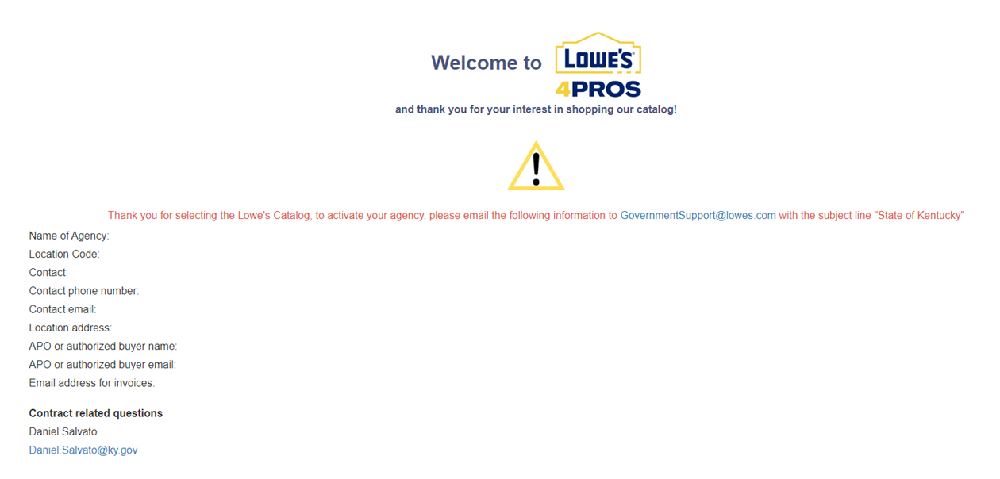 Welcome to
LOWE'S
4PROS
and thank you for your interest in shopping our catalog!
!
Thank you for selecting the Lowe's Catalog, to activate your agency, please email the following information to GovernmentSupport@lowes.com with the subject line "State of Kentucky"
Name of Agency:
Location Code:
Contact:
Contact phone number:
Contact email:
Location address:
APO or authorized buyer name:
APO or authorized buyer email:
Email address for invoices:
Contract related questions
Daniel Salvato
Daniel.Salvato@ky.gov